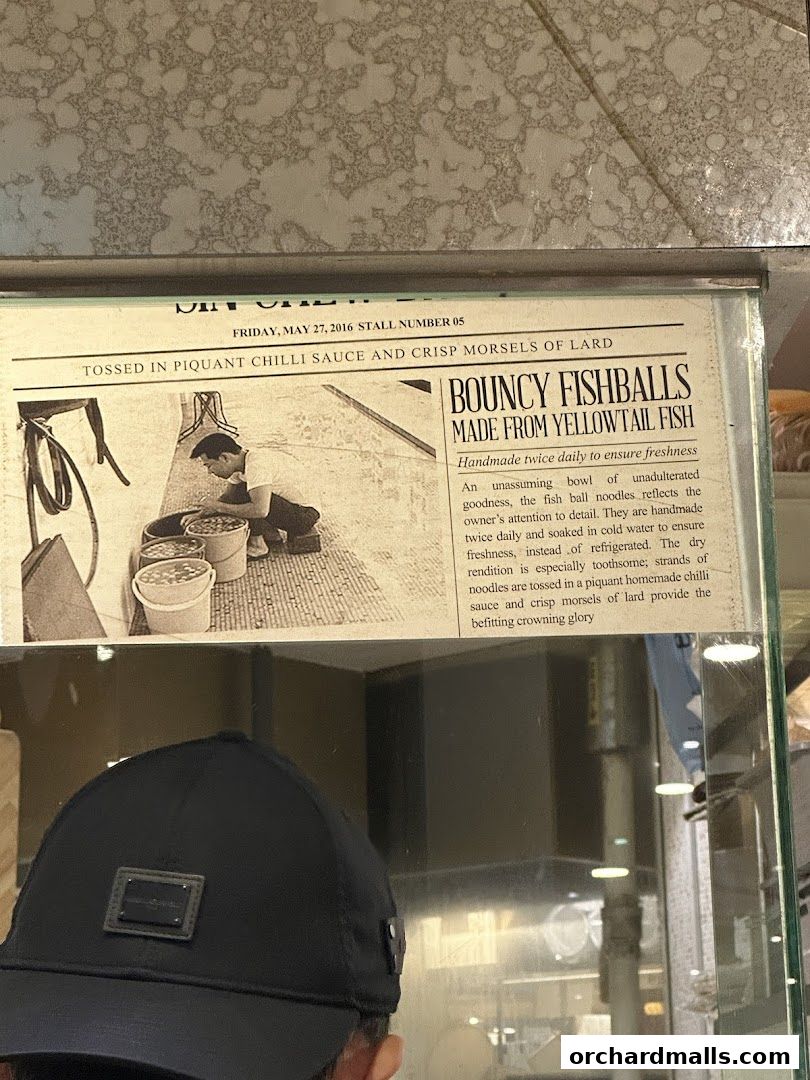 FRIDAY, MAY 27, 2016 STALL NUMBER 05
TOSSED IN PIQUANT CHILLI SAUCE AND CRISP MORSELS OF LARD
BOUNCY FISHBALLS
MADE FROM YELLOWTAIL FISH
Handmade twice daily to ensure freshness
An unassuming bowl of unadulterated
goodness, the fish ball noodles reflects the
owner's attention to detail. They are handmade
twice daily and soaked in cold water to ensure
freshness, instead of refrigerated. The dry
rendition is especially toothsome; strands of
noodles are tossed in a piquant homemade chilli
sauce and crisp morsels of lard provide the
befitting crowning glory
orchardmalls.com